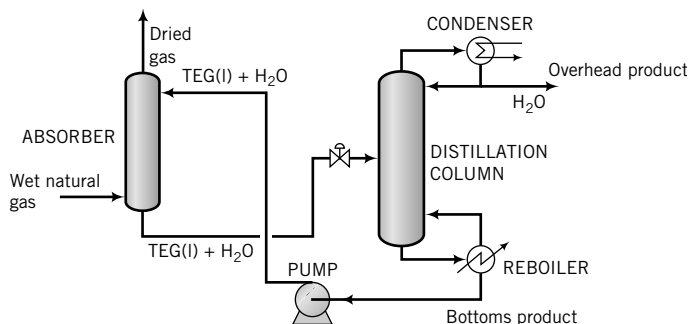 CONDENSER
Dried
gas
TEG(l) + H₂O
Overhead product
H₂O
ABSORBER
DISTILLATION
COLUMN
Wet natural
gas
TEG(l) + H₂O
PUMP
REBOILER
Bottoms product